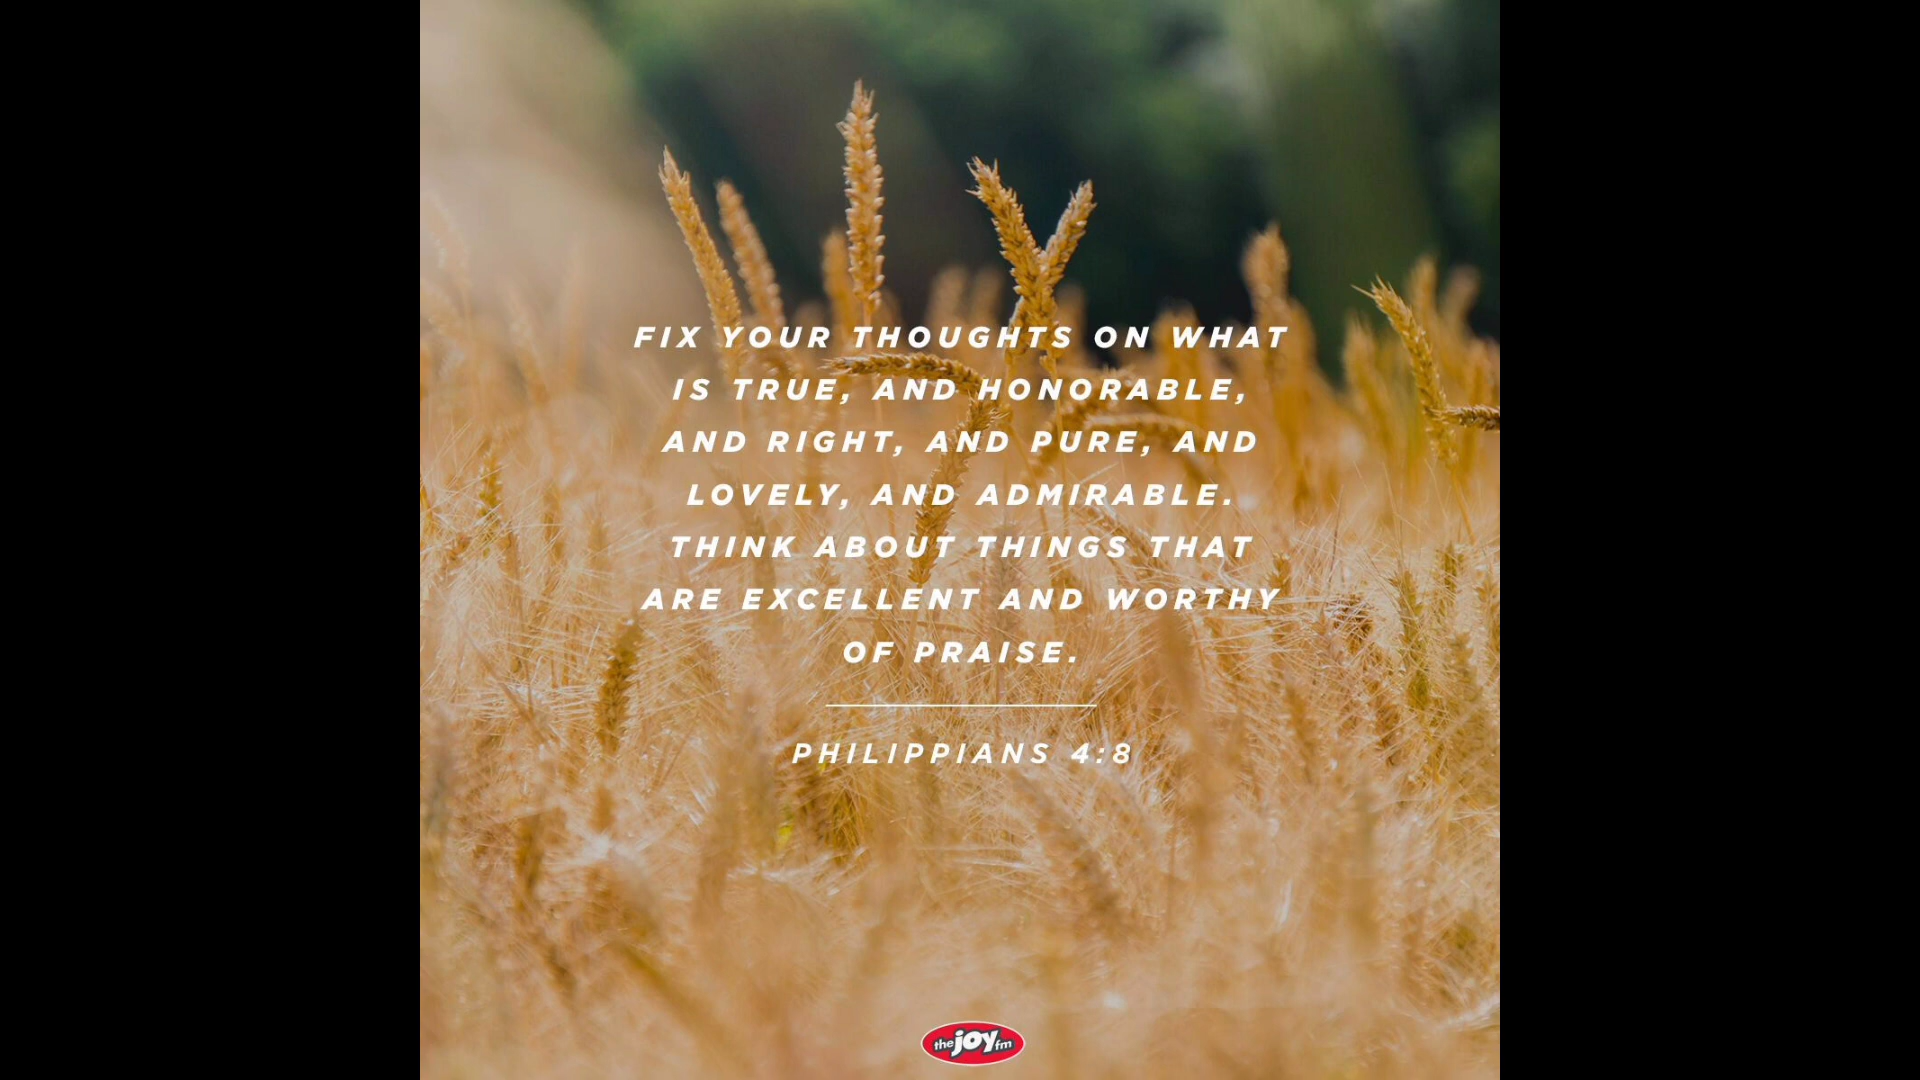 FIX YOUR THOUGHTS ON WHAT
IS TRUE, AND HONORABLE,
AND RIGHT, AND PURE, AND
LOVELY, AND ADMIRABLE.
THINK ABOUT THINGS THAT
ARE EXCELLENT AND WORTHY
OF PRAISE.
PHILIPPIANS 4:8
the joy fm